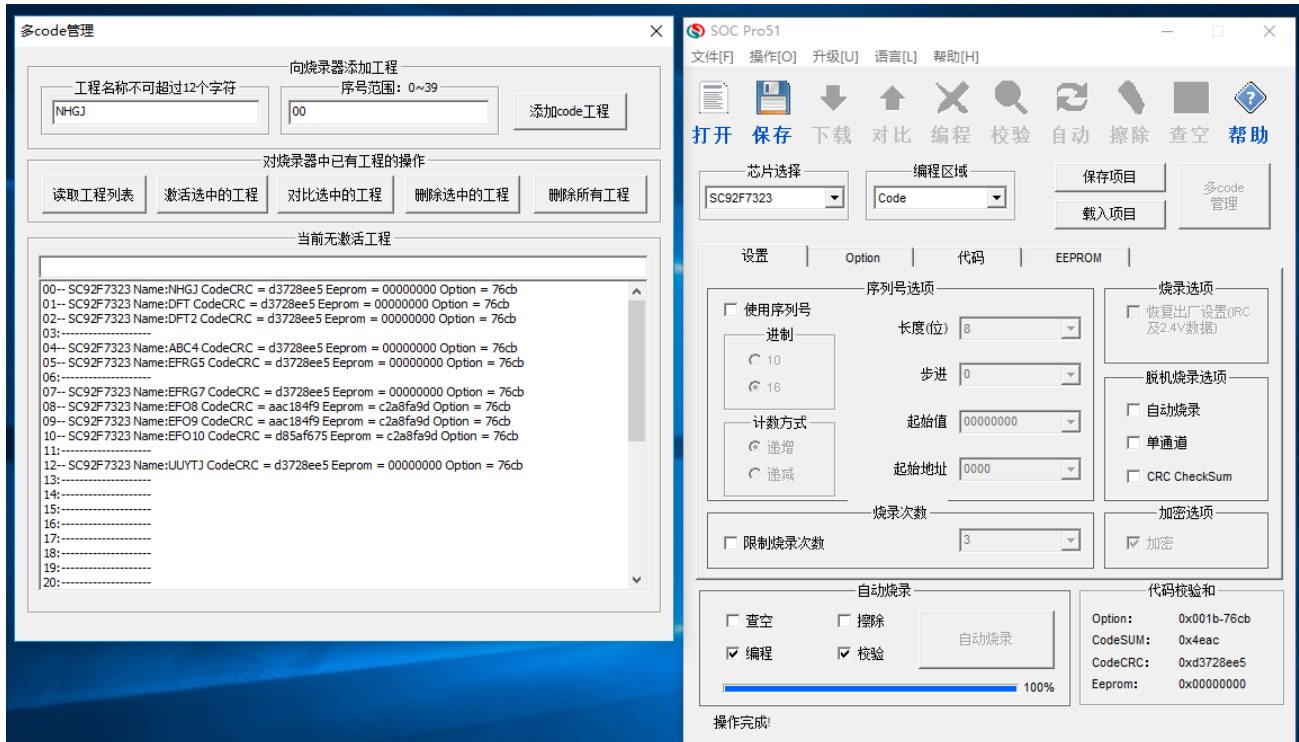 多code管理
向烧录器添加工程
工程名称不可超过12个字符
序号范围：0~39
NHGJ
00
添加code工程
对烧录器中已有工程的操作
读取工程列表
激活选中的工程
对比选中的工程
删除选中的工程
删除所有工程
当前无激活工程
00-- SC92F7323 Name:NHGJ CodeCRC = d3728ee5 Eeprom = 00000000 Option = 76cb
01-- SC92F7323 Name:DFT CodeCRC = d3728ee5 Eeprom = 00000000 Option = 76cb
02-- SC92F7323 Name:DFT2 CodeCRC = d3728ee5 Eeprom = 00000000 Option = 76cb
03:--------------------
04-- SC92F7323 Name:ABC4 CodeCRC = d3728ee5 Eeprom = 00000000 Option = 76cb
05-- SC92F7323 Name:EFRG5 CodeCRC = d3728ee5 Eeprom = 00000000 Option = 76cb
06:--------------------
07-- SC92F7323 Name:EFRG7 CodeCRC = d3728ee5 Eeprom = 00000000 Option = 76cb
08-- SC92F7323 Name:EFO8 CodeCRC = aac184f9 Eeprom = c2a8fa9d Option = 76cb
09-- SC92F7323 Name:EFO9 CodeCRC = aac184f9 Eeprom = c2a8fa9d Option = 76cb
10-- SC92F7323 Name:EFO10 CodeCRC = d85af675 Eeprom = c2a8fa9d Option = 76cb
11:--------------------
12-- SC92F7323 Name:UUYTJ CodeCRC = d3728ee5 Eeprom = 00000000 Option = 76cb
13:--------------------
14:--------------------
15:--------------------
16:--------------------
17:--------------------
18:--------------------
19:--------------------
20:--------------------
SOC Pro51
文件[F] 操作[O] 升级[U] 语言[L] 帮助[H]
打开 保存 下载 对比 编程 校验 自动 擦除 查空 帮助
芯片选择
SC92F7323
编程区域
Code
保存项目
载入项目
多code
管理
设置 Option 代码 EEPROM
序列号选项
使用序列号
进制
10
16
计数方式
递增
递减
长度(位) 8
步进 0
起始值 00000000
起始地址 0000
烧录选项
恢复出厂设置(IRC
及2.4V数据)
脱机烧录选项
自动烧录
单通道
CRC CheckSum
烧录次数
限制烧录次数
3
加密选项
加密
自动烧录
查空
擦除
编程
校验
自动烧录
100%
代码校验和
Option: 0x001b-76cb
CodeSUM: 0x4eac
CodeCRC: 0xd3728ee5
Eeprom: 0x00000000
操作完成!